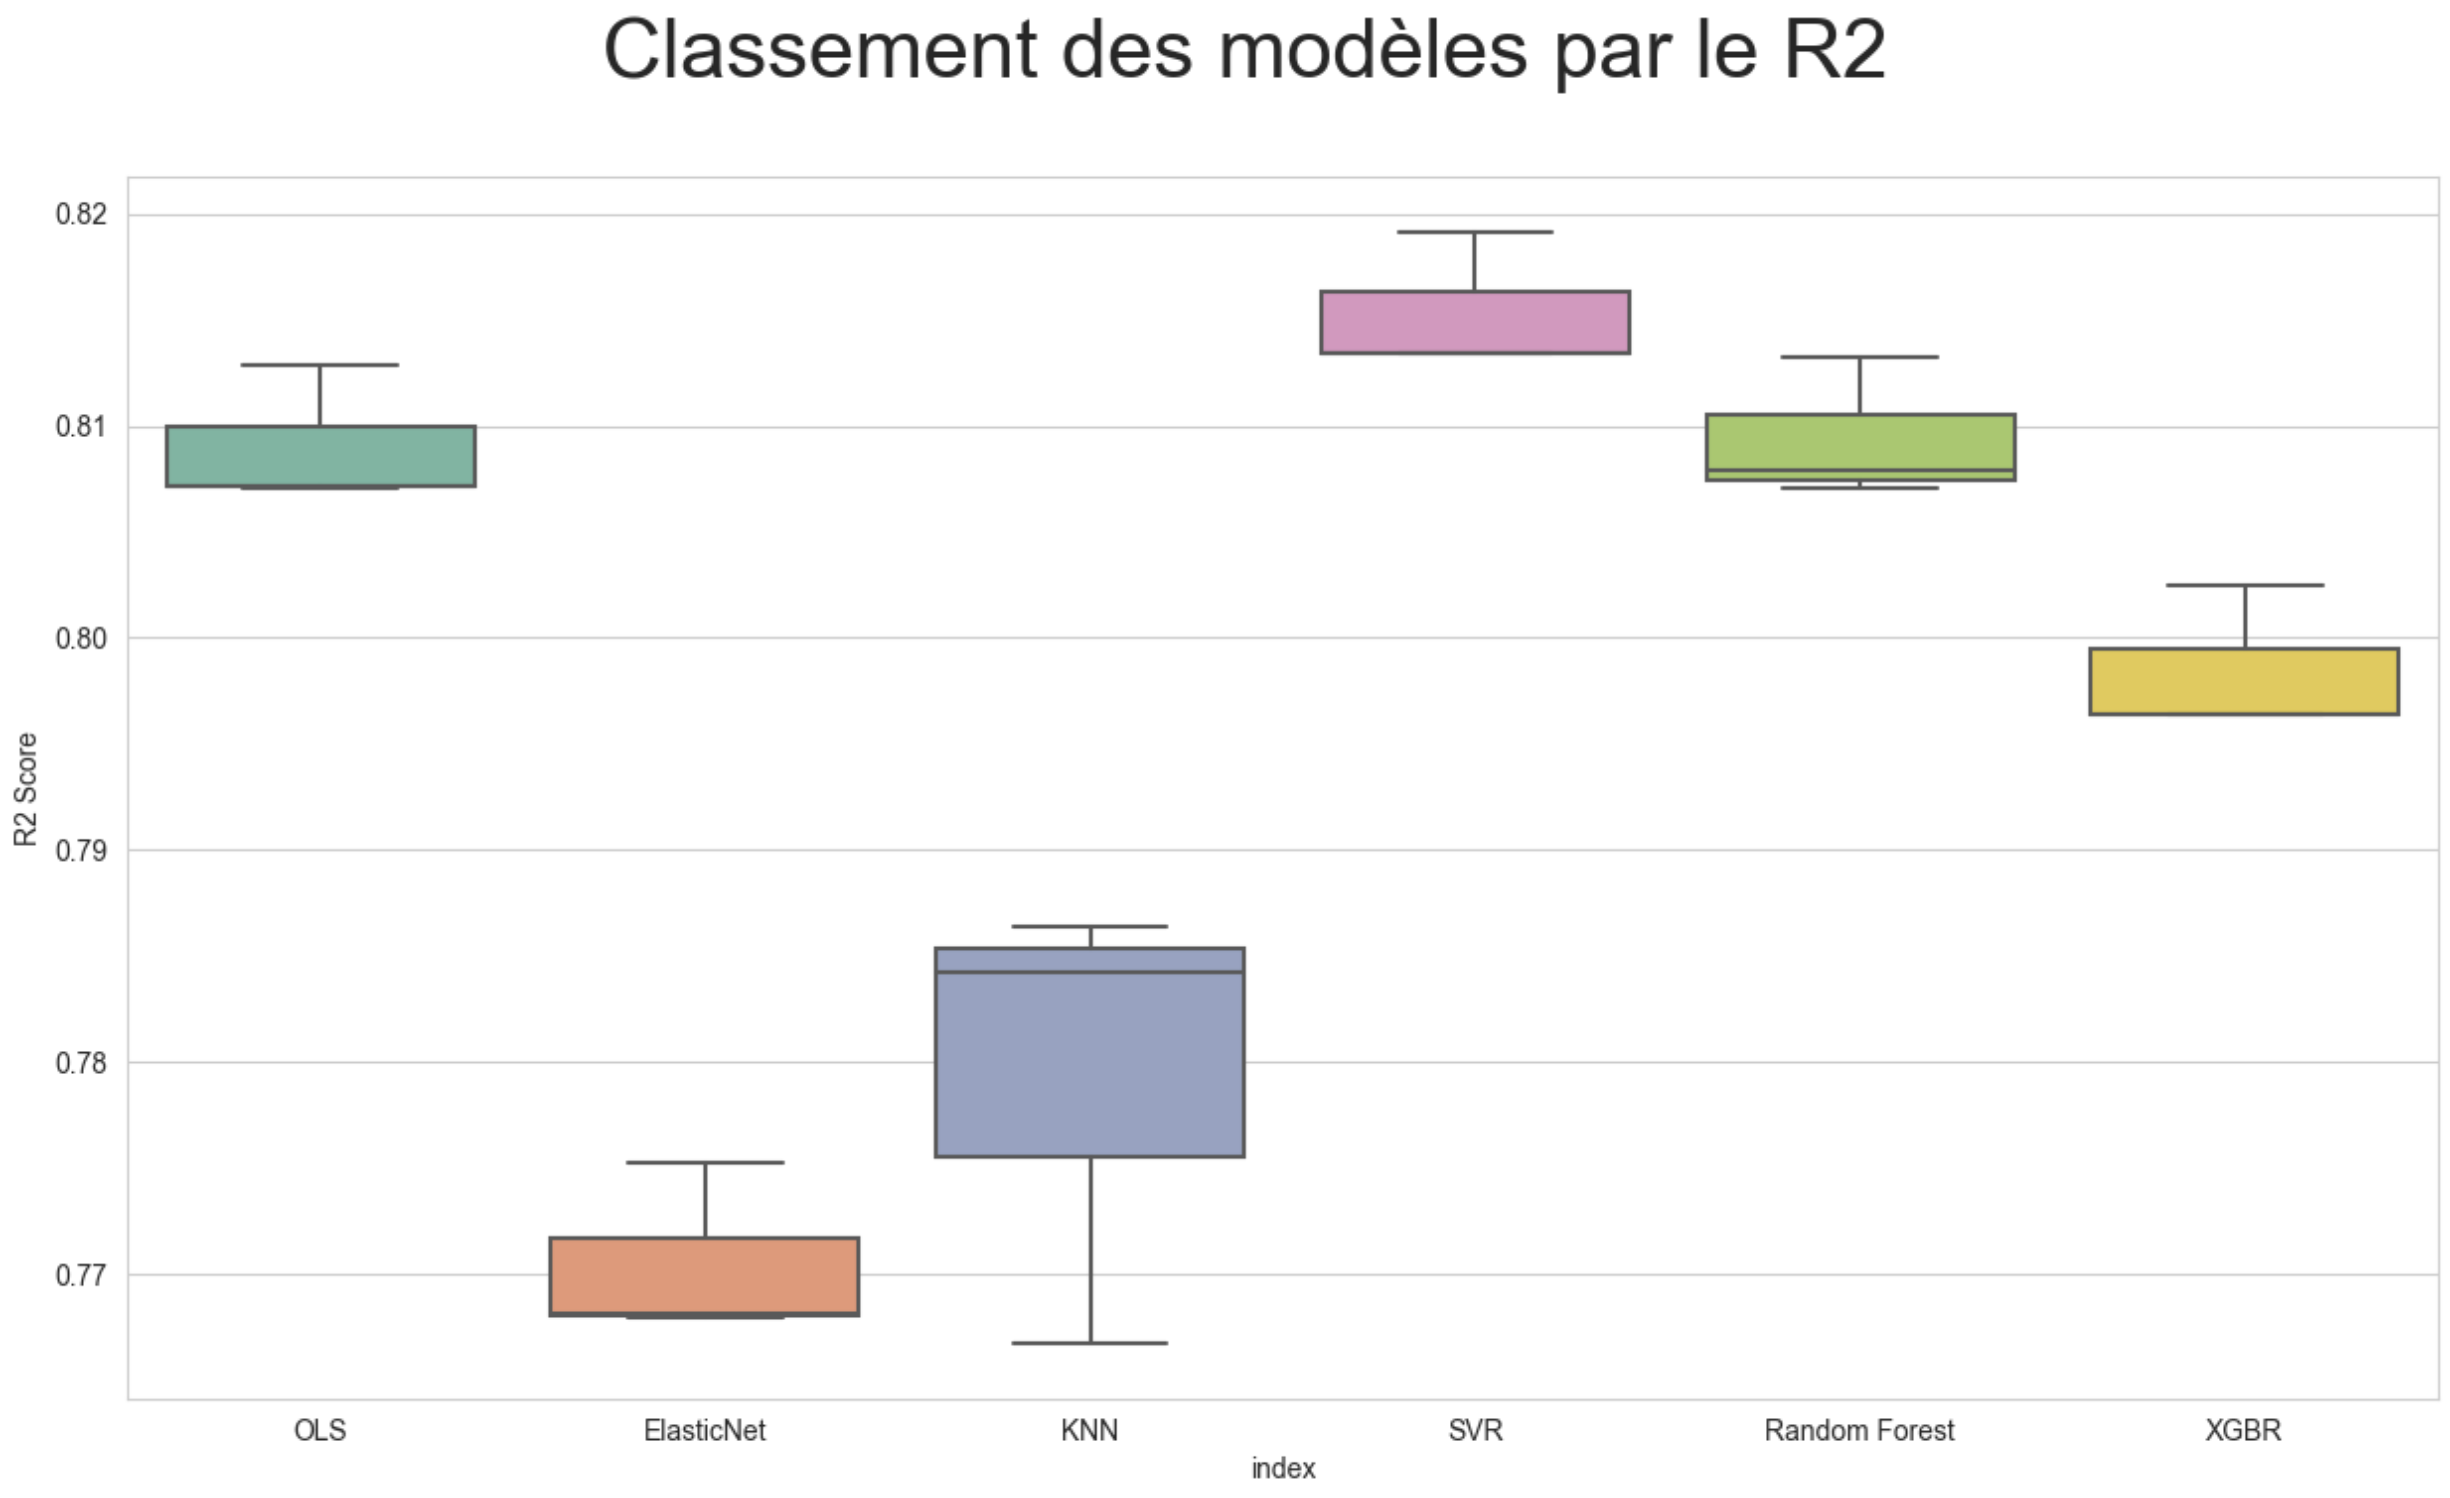 Classement des modèles par le R2
0.82
0.81
0.80
0.79
0.78
0.77
R2 Score
OLS
ElasticNet
KNN
SVR
Random Forest
XGBR
index